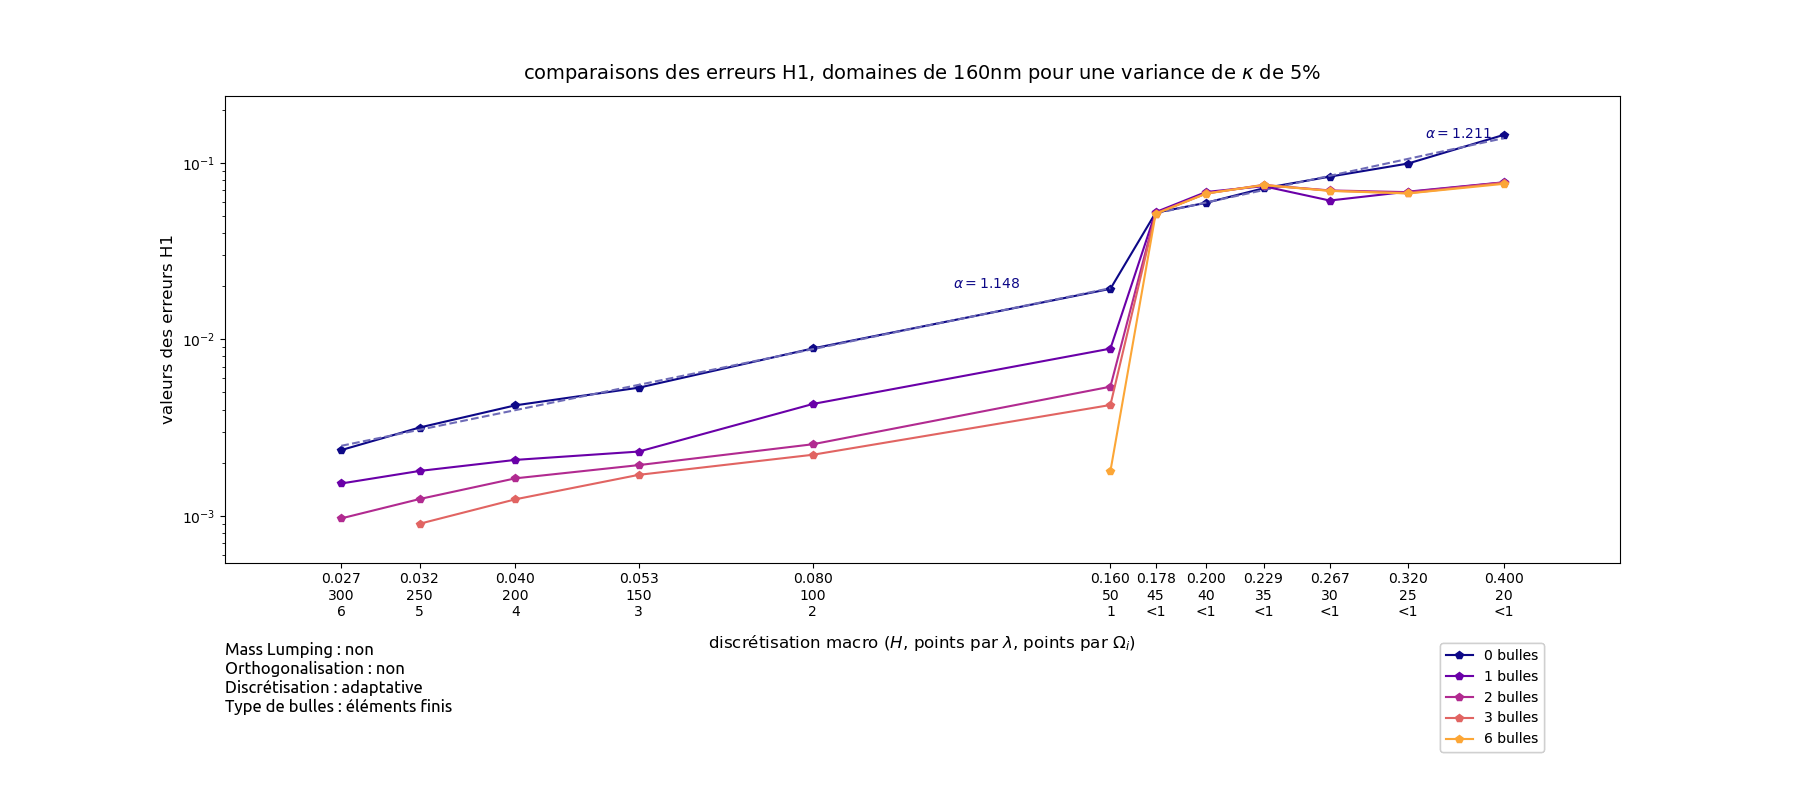 comparaisons des erreurs H1, domaines de 160nm pour une variance de κ de 5%
α = 1.211
α = 1.148
valeurs des erreurs H1
10⁻¹
10⁻²
10⁻³
0.027 0.032 0.040 0.053 0.080 0.160 0.178 0.200 0.229 0.267 0.320 0.400
300 250 200 150 100 50 45 40 35 30 25 20
6 5 4 3 2 1 <1 <1 <1 <1 <1 <1
discrétisation macro (H, points par λ, points par Ωᵢ)
Mass Lumping : non
Orthogonalisation : non
Discrétisation : adaptative
Type de bulles : éléments finis
0 bulles
1 bulles
2 bulles
3 bulles
6 bulles